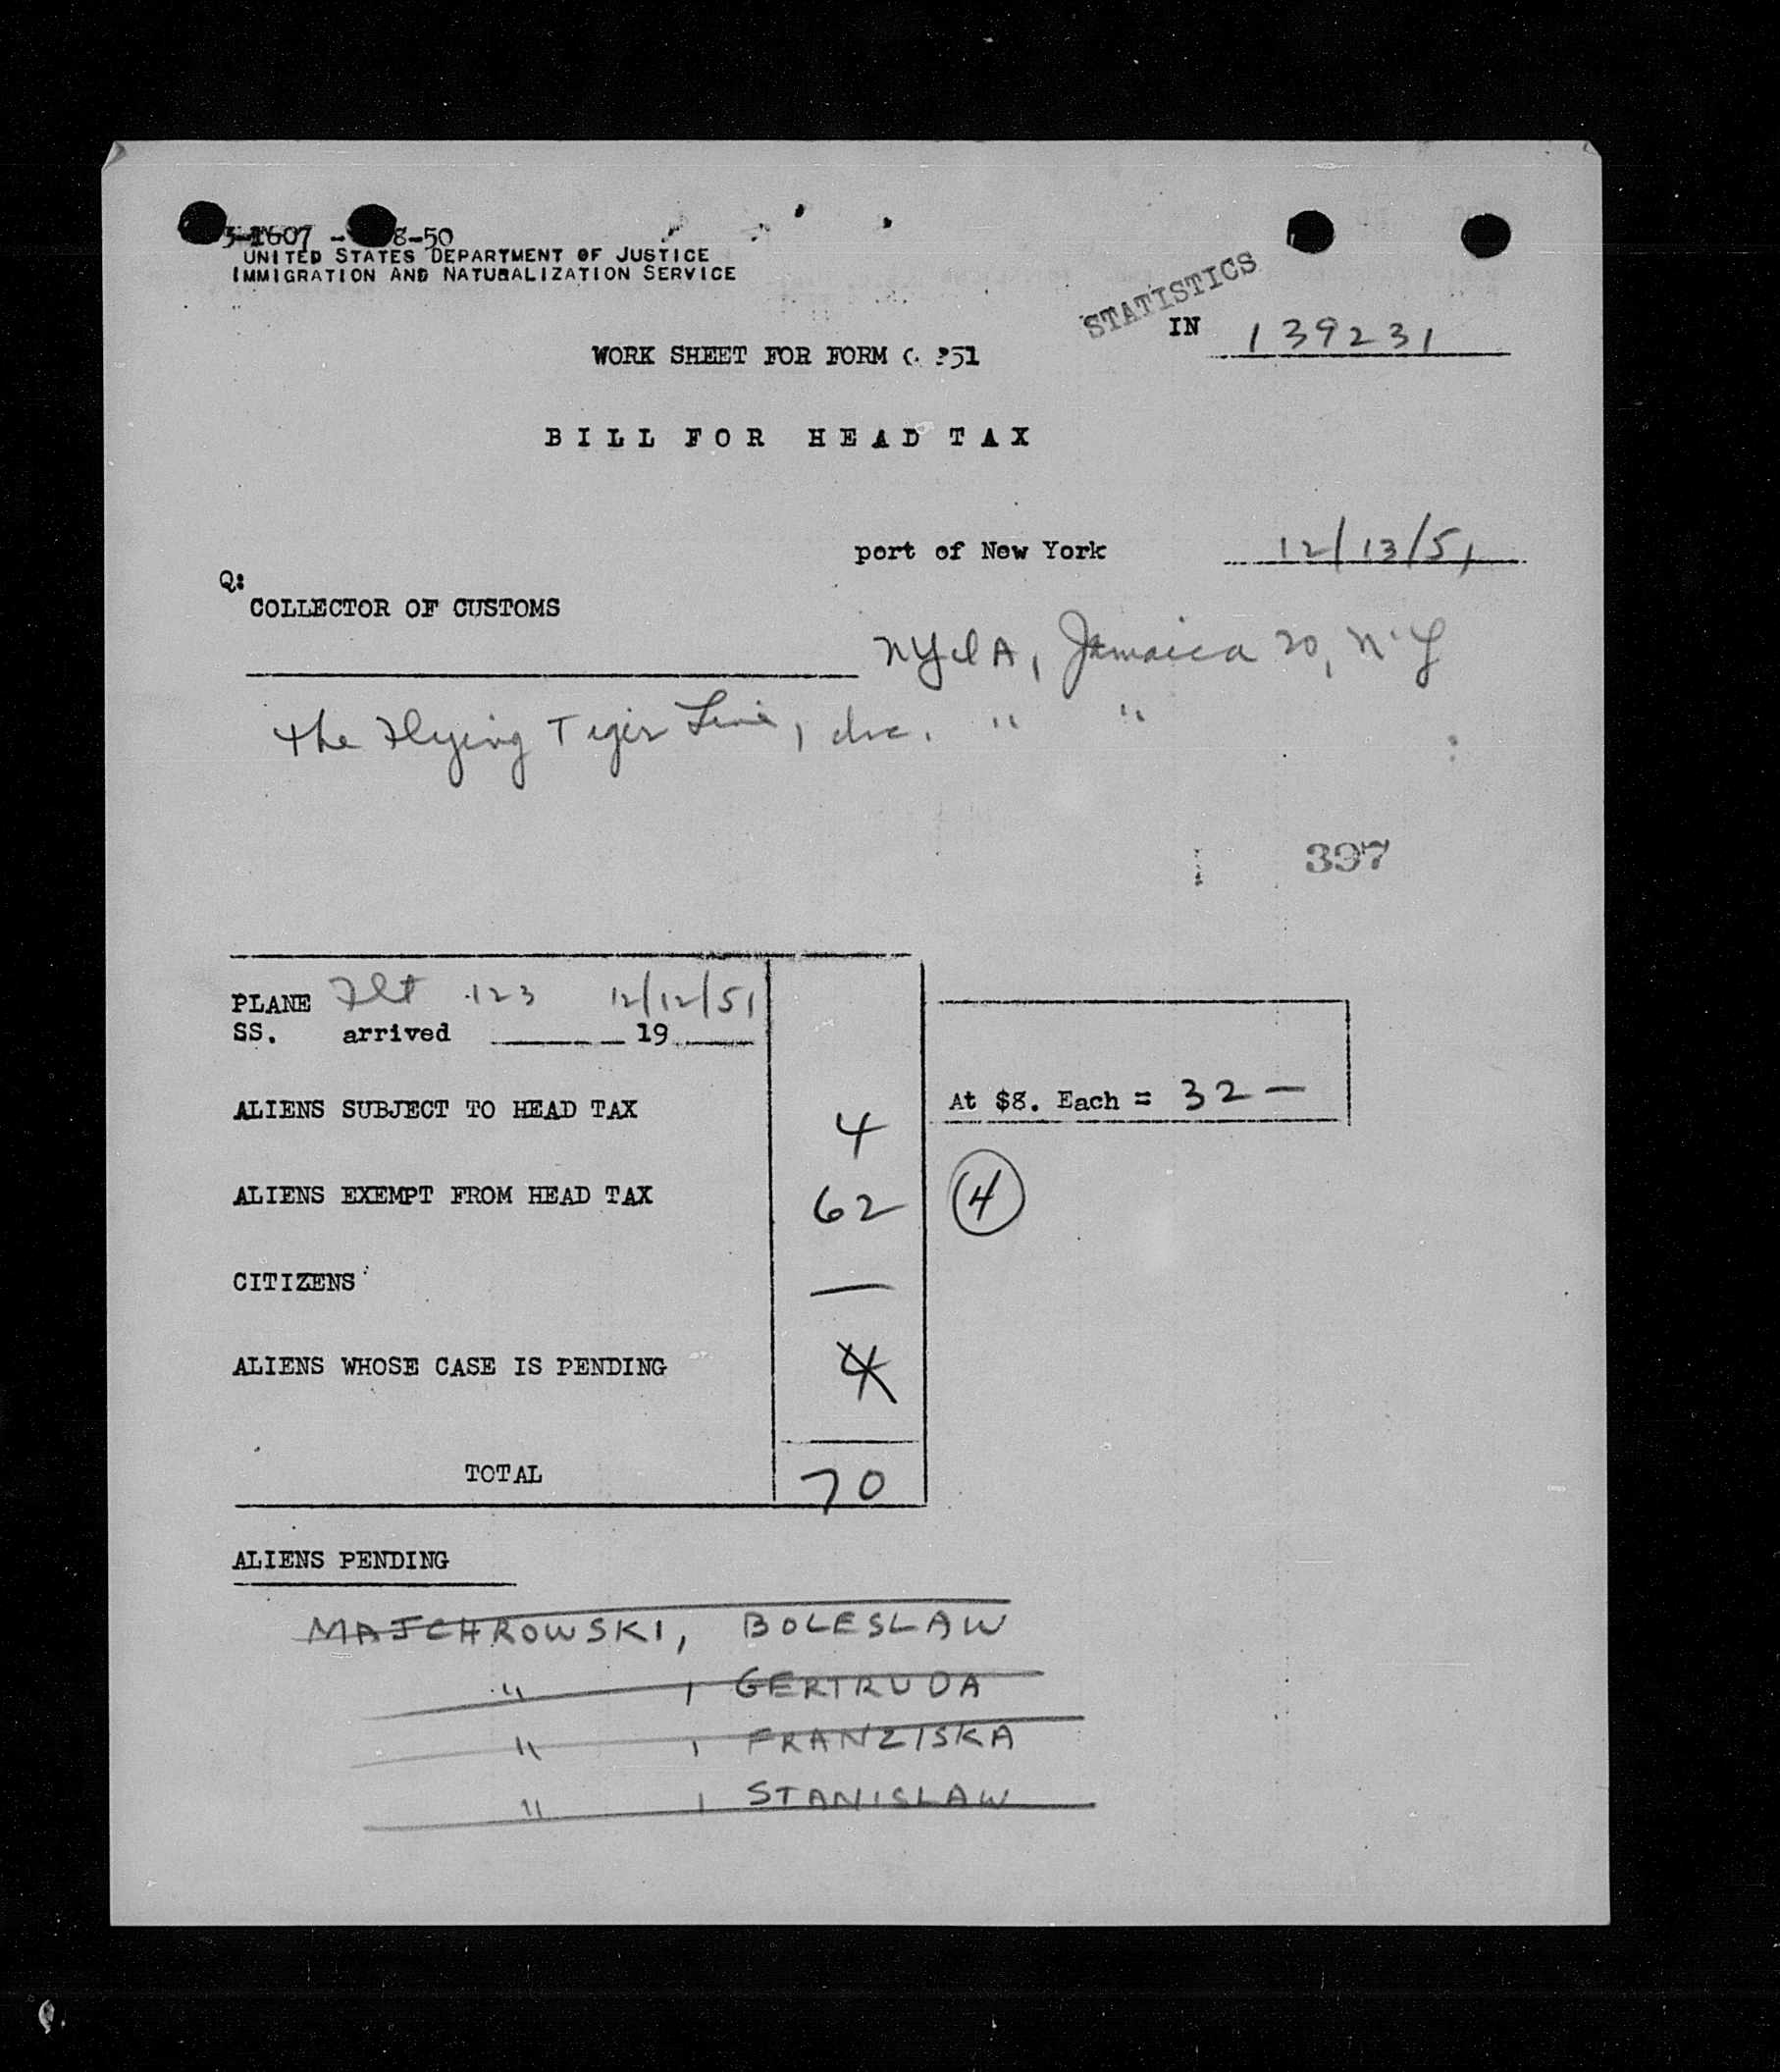 8-50
UNITED STATES DEPARTMENT OF JUSTICE
IMMIGRATION AND NATURALIZATION SERVICE
STATISTICS
IN 139231
WORK SHEET FOR FORM 51
BILL FOR HEAD TAX
port of New York 12/13/51
Q:
COLLECTOR OF CUSTOMS
NYIA, Jamaica 20, N.Y
The Flying Tiger Line, Inc. " "
397
PLANE Flt 123 12/12/51
SS. arrived 19
ALIENS SUBJECT TO HEAD TAX 4
At $8. Each = 32 —
ALIENS EXEMPT FROM HEAD TAX 62 4
CITIZENS —
ALIENS WHOSE CASE IS PENDING 4
TOTAL 70
ALIENS PENDING
MAJCHROWSKI, BOLESLAW
" , GERTRUDA
" , FRANZISKA
" , STANISLAW